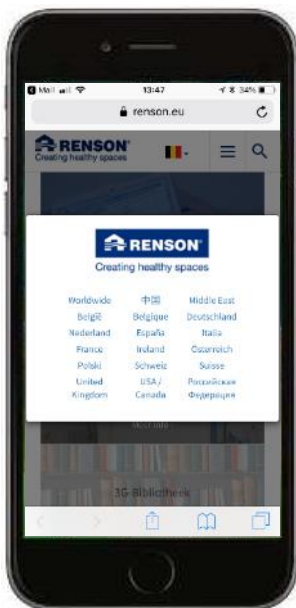 Mail 13:47 34%
renson.eu
RENSON
Creating healthy spaces
RENSON
Creating healthy spaces
Worldwide 中国 Middle East
België Belgique Deutschland
Nederland España Italia
France Ireland Österreich
Polski Schweiz Suisse
United USA / Российская
Kingdom Canada Федерация
Meer info
3G Bibliotheek